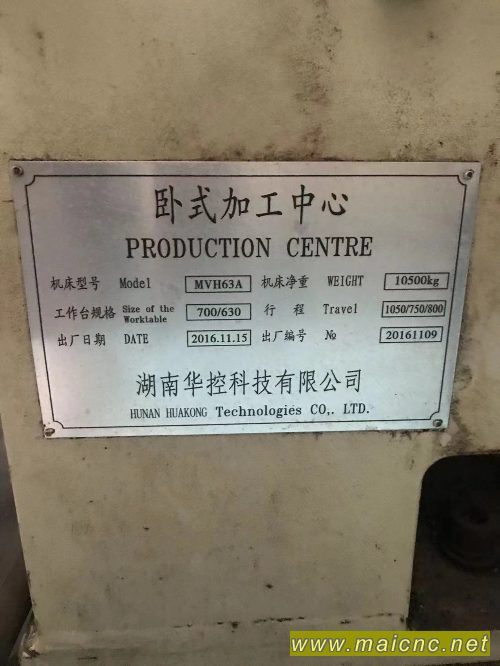 卧式加工中心
PRODUCTION CENTRE
机床型号 Model MVH63A 机床净重 WEIGHT 10500kg
工作台规格 Size of the Worktable 700/630 行程 Travel 1050/750/800
出厂日期 DATE 2016.11.15 出厂编号 № 20161109
湖南华控科技有限公司
HUNAN HUAKONG Technologies CO,. LTD.
www.maicnc.net